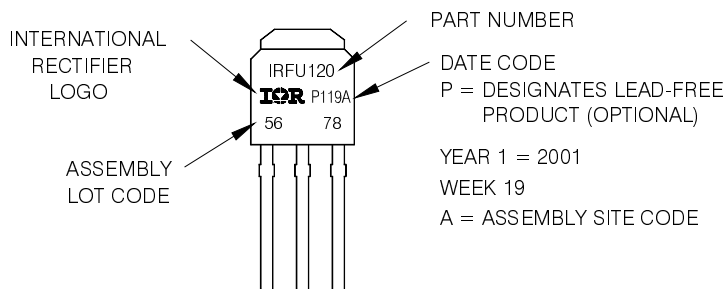 INTERNATIONAL
RECTIFIER
LOGO
ASSEMBLY
LOT CODE
IRFU120
IOR P119A
56 78
PART NUMBER
DATE CODE
P = DESIGNATES LEAD-FREE
PRODUCT (OPTIONAL)
YEAR 1 = 2001
WEEK 19
A = ASSEMBLY SITE CODE